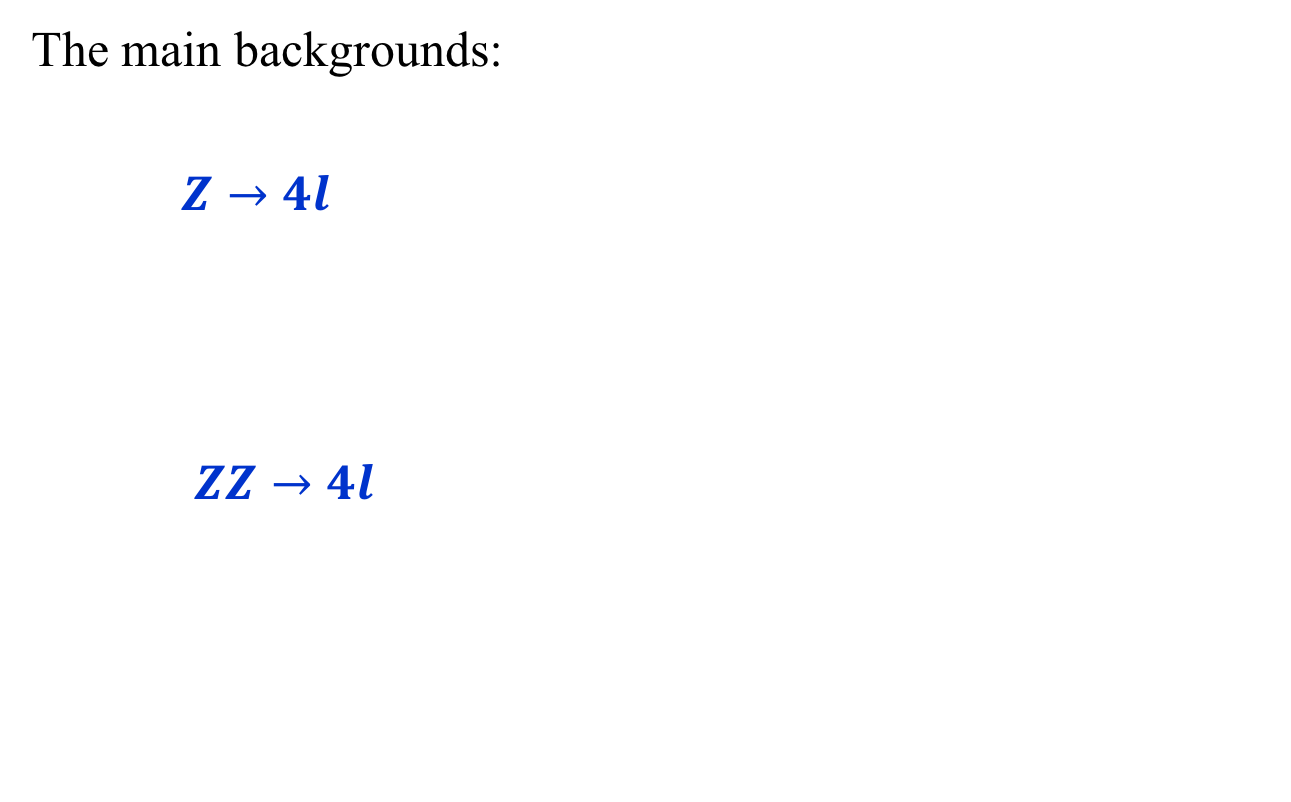 The main backgrounds:
Z → 4l
ZZ → 4l